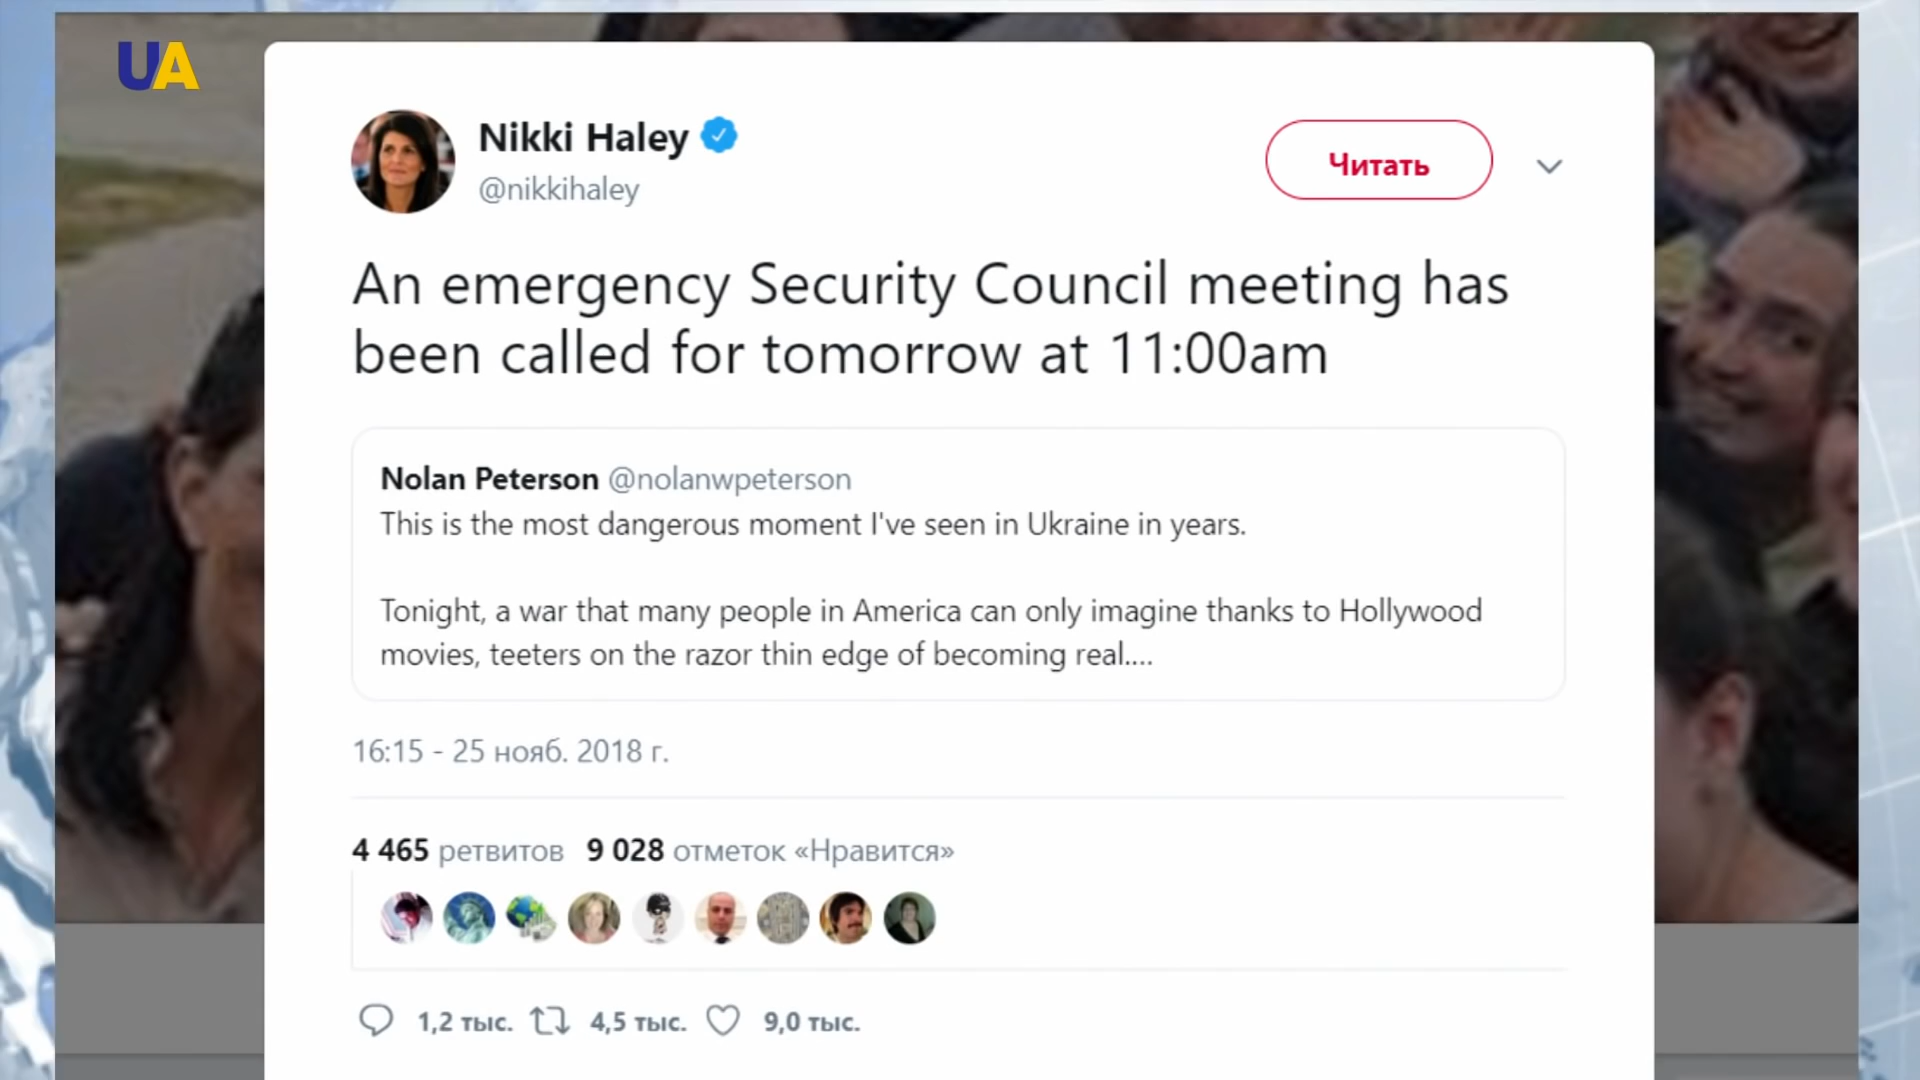 UA
Nikki Haley
@nikkihaley
Читать
An emergency Security Council meeting has
been called for tomorrow at 11:00am
Nolan Peterson @nolanwpeterson
This is the most dangerous moment I've seen in Ukraine in years.
Tonight, a war that many people in America can only imagine thanks to Hollywood
movies, teeters on the razor thin edge of becoming real....
16:15 - 25 нояб. 2018 г.
4 465 ретвитов 9 028 отметок «Нравится»
1,2 тыс. 4,5 тыс. 9,0 тыс.